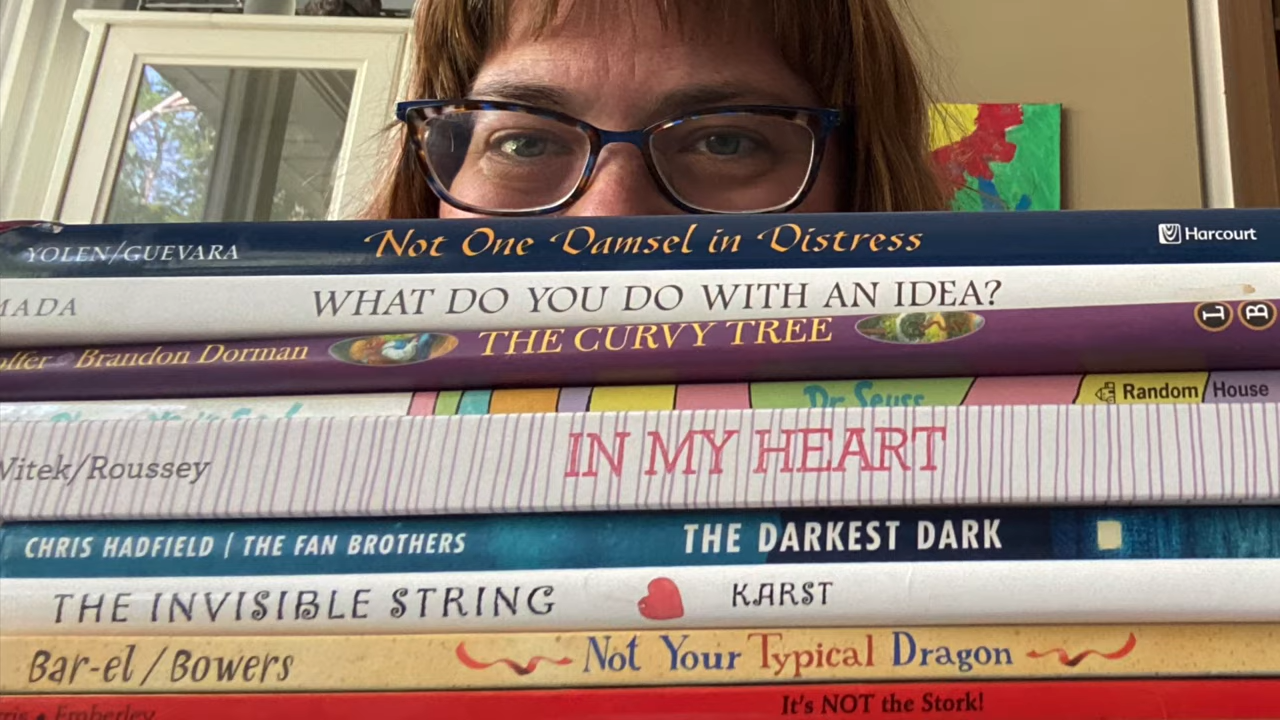 YOLEN/GUEVARA Not One Damsel in Distress Harcourt
MADA WHAT DO YOU DO WITH AN IDEA?
Brandon Dorman THE CURVY TREE L B
Dr. Seuss Random House
Witek/Roussey IN MY HEART
CHRIS HADFIELD | THE FAN BROTHERS THE DARKEST DARK
THE INVISIBLE STRING KARST
Bar-el/Bowers Not Your Typical Dragon
Emberley It's NOT the Stork!